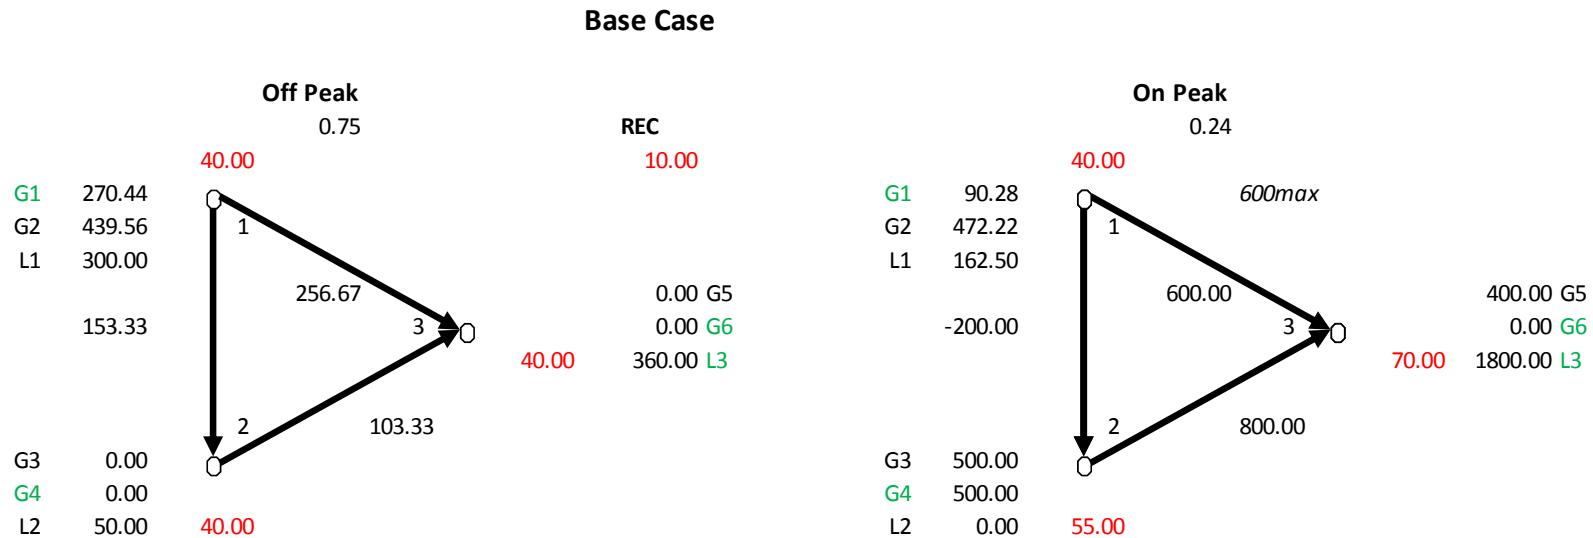 Base Case
Off Peak
On Peak
0.75
REC
0.24
40.00
10.00
40.00
G1 270.44
G1 90.28
600max
G2 439.56
1
G2 472.22
1
L1 300.00
L1 162.50
256.67
0.00 G5
600.00
400.00 G5
153.33
3
0.00 G6
-200.00
3
0.00 G6
40.00
360.00 L3
70.00
1800.00 L3
2
103.33
2
800.00
G3 0.00
G3 500.00
G4 0.00
G4 500.00
L2 50.00
40.00
L2 0.00
55.00